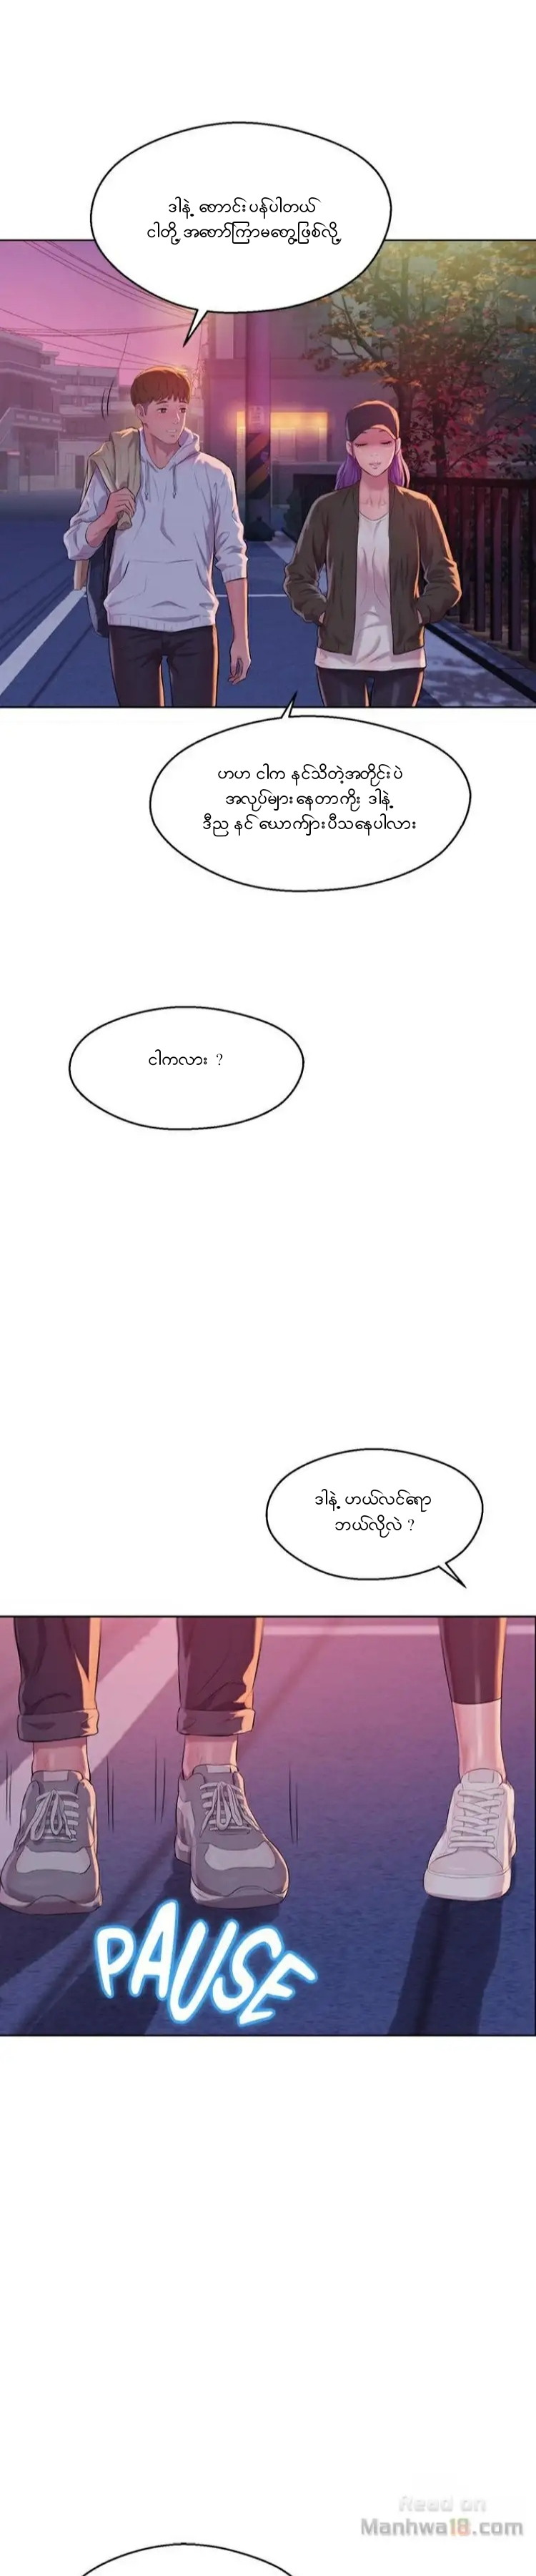 ဒါနဲ့ တောင်းပန်ပါတယ်
ငါတို့ အတော်ကြာမတွေ့ဖြစ်လို့
ဟဟ ငါက နင်သိတဲ့အတိုင်းပဲ
အလုပ်များနေတာကိုး ဒါနဲ့
ဒီည နင် ယောက်ျားပီသနေပါလား
ငါကလား ?
ဒါနဲ့ ဟယ်လင်ရော
ဘယ်လိုလဲ ?
PAUSE
Read on
Manhwa18.com